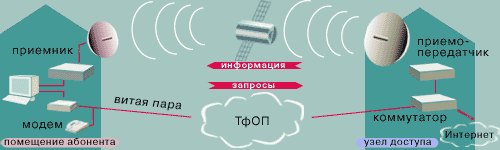 приемник
информация
приемо-
передатчик
запросы
витая пара
ТфОП
коммутатор
модем
помещение абонента
узел доступа
Интернет